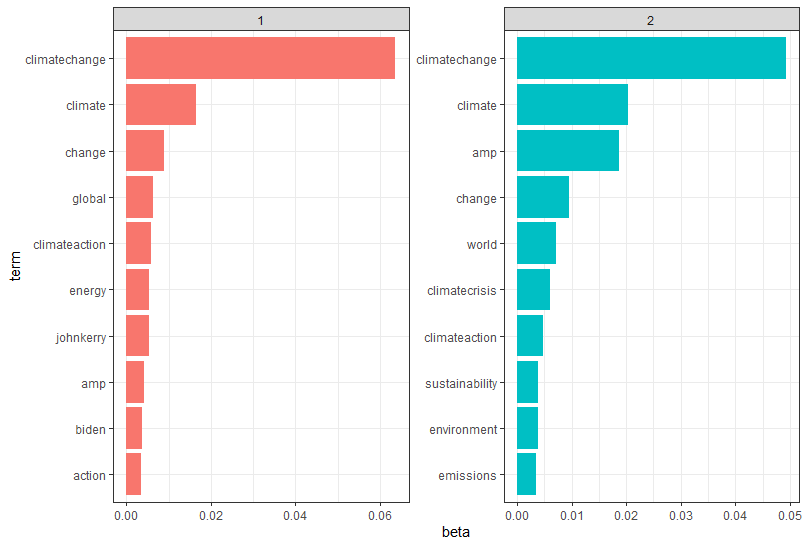 1
2
climatechange
climate
change
global
climateaction
energy
johnkerry
amp
biden
action
climatechange
climate
amp
change
world
climatecrisis
climateaction
sustainability
environment
emissions
term
0.00 0.02 0.04 0.06
0.00 0.01 0.02 0.03 0.04 0.05
beta